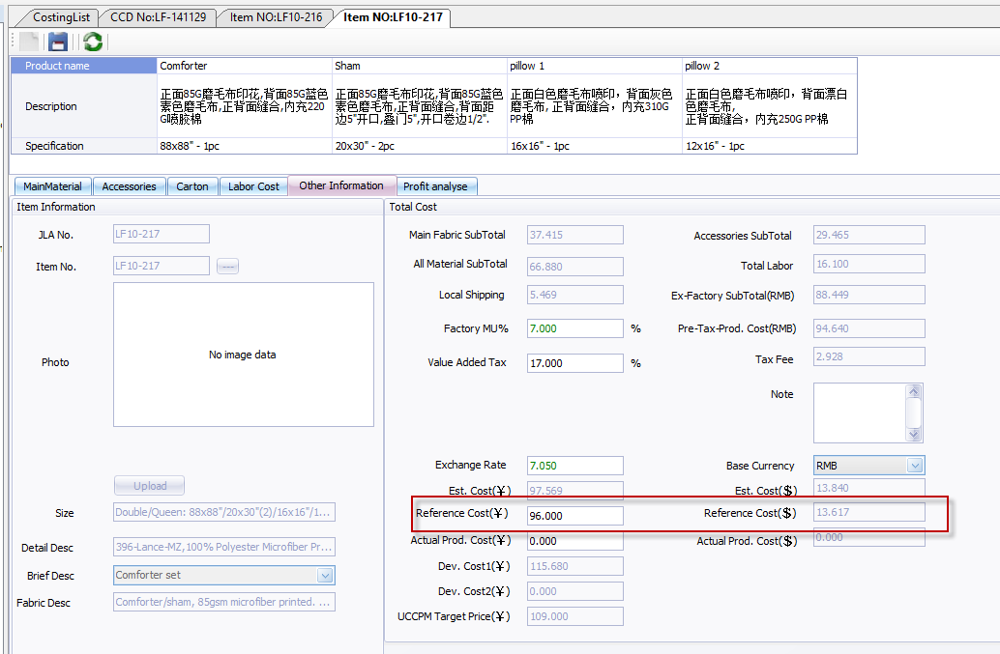 CostingList CCD No:LF-141129 Item NO:LF10-216 Item NO:LF10-217
Product name Comforter Sham pillow 1 pillow 2
Description
正面85G磨毛布印花,背面85G蓝色
素色磨毛布,正背面缝合,内充220
G喷胶棉
正面85G磨毛布印花,背面85G蓝色
素色磨毛布,正背面缝合,背面距
边5"开口,叠门5",开口卷边1/2".
正面白色磨毛布喷印，背面灰色
磨毛布, 正背面缝合，内充310G
PP棉
正面白色磨毛布喷印，背面漂白
色磨毛布,
正背面缝合，内充250G PP棉
Specification 88x88" - 1pc 20x30" - 2pc 16x16" - 1pc 12x16" - 1pc
MainMaterial Accessories Carton Labor Cost Other Information Profit analyse
Item Information
JLA No. LF10-217
Item No. LF10-217 ...
Photo No image data
Upload
Size Double/Queen: 88x88"/20x30"(2)/16x16"/1...
Detail Desc 396-Lance-MZ,100% Polyester Microfiber Pr...
Brief Desc Comforter set
Fabric Desc Comforter/sham, 85gsm microfiber printed. ...
Total Cost
Main Fabric SubTotal 37.415 Accessories SubTotal 29.465
All Material SubTotal 66.880 Total Labor 16.100
Local Shipping 5.469 Ex-Factory SubTotal(RMB) 88.449
Factory MU% 7.000 % Pre-Tax-Prod. Cost(RMB) 94.640
Value Added Tax 17.000 % Tax Fee 2.928
Note
Exchange Rate 7.050 Base Currency RMB
Est. Cost(¥) 97.569 Est. Cost($) 13.840
Reference Cost(¥) 96.000 Reference Cost($) 13.617
Actual Prod. Cost(¥) 0.000 Actual Prod. Cost($) 0.000
Dev. Cost1(¥) 115.680
Dev. Cost2(¥) 0.000
UCCPM Target Price(¥) 109.000